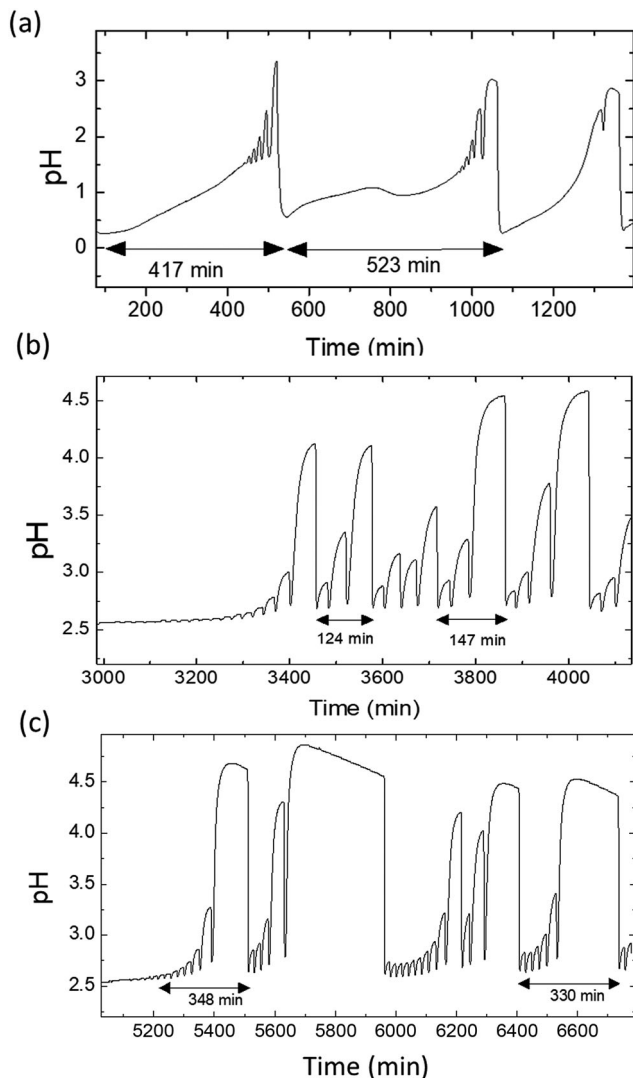 (a)
3
2
1
0
pH
417 min
523 min
200 400 600 800 1000 1200
Time (min)
(b)
4.5
4.0
3.5
3.0
2.5
pH
124 min
147 min
3000 3200 3400 3600 3800 4000
Time (min)
(c)
4.5
4.0
3.5
3.0
2.5
pH
348 min
330 min
5200 5400 5600 5800 6000 6200 6400 6600
Time (min)